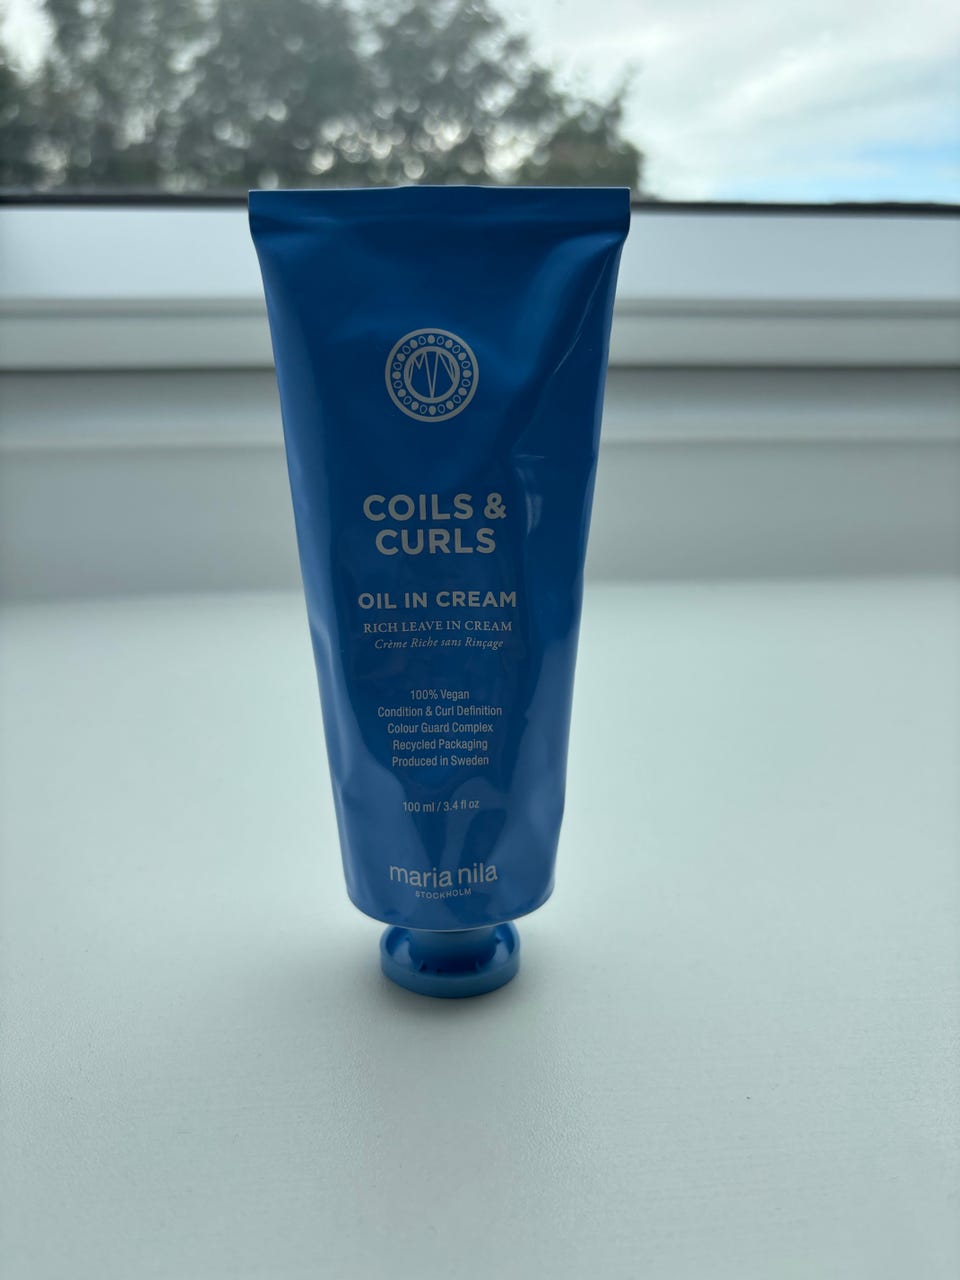 MN
COILS &
CURLS
OIL IN CREAM
RICH LEAVE IN CREAM
Crème Riche sans Rinçage
100% Vegan
Condition & Curl Definition
Colour Guard Complex
Recycled Packaging
Produced in Sweden
100 ml / 3.4 fl oz
maria nila
STOCKHOLM